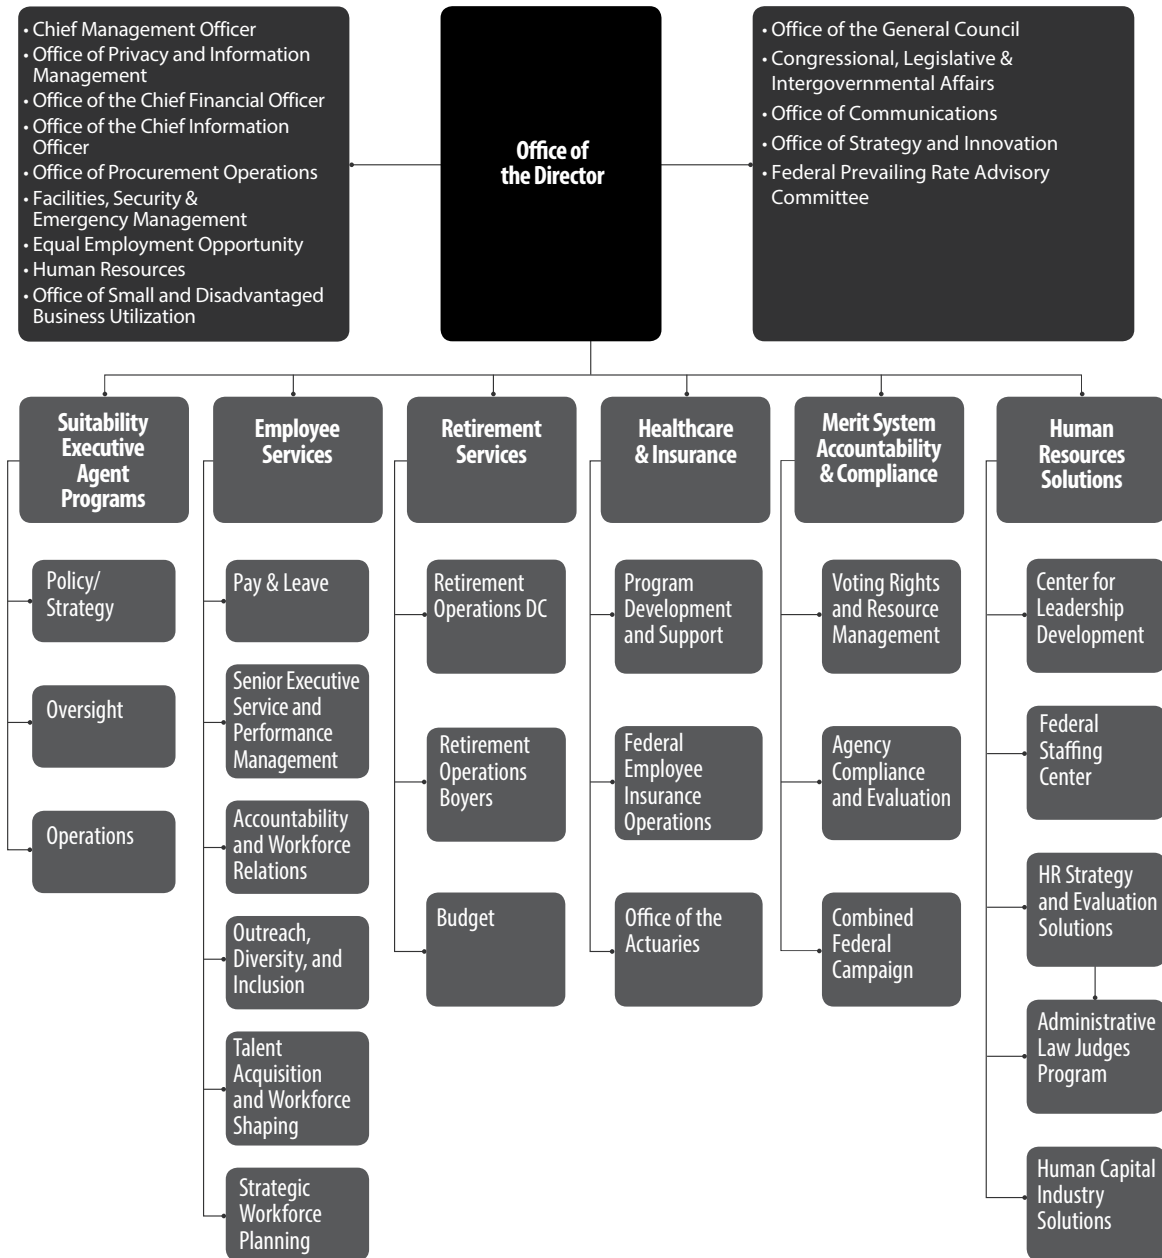 • Chief Management Officer
• Office of Privacy and Information
Management
• Office of the Chief Financial Officer
• Office of the Chief Information
Officer
• Office of Procurement Operations
• Facilities, Security &
Emergency Management
• Equal Employment Opportunity
• Human Resources
• Office of Small and Disadvantaged
Business Utilization
Office of
the Director
• Office of the General Council
• Congressional, Legislative &
Intergovernmental Affairs
• Office of Communications
• Office of Strategy and Innovation
• Federal Prevailing Rate Advisory
Committee
Suitability
Executive
Agent
Programs
Policy/
Strategy
Oversight
Operations
Employee
Services
Pay & Leave
Senior Executive
Service and
Performance
Management
Accountability
and Workforce
Relations
Outreach,
Diversity, and
Inclusion
Talent
Acquisition
and Workforce
Shaping
Strategic
Workforce
Planning
Retirement
Services
Retirement
Operations DC
Retirement
Operations
Boyers
Budget
Healthcare
& Insurance
Program
Development
and Support
Federal
Employee
Insurance
Operations
Office of the
Actuaries
Merit System
Accountability
& Compliance
Voting Rights
and Resource
Management
Agency
Compliance
and Evaluation
Combined
Federal
Campaign
Human
Resources
Solutions
Center for
Leadership
Development
Federal
Staffing
Center
HR Strategy
and Evaluation
Solutions
Administrative
Law Judges
Program
Human Capital
Industry
Solutions